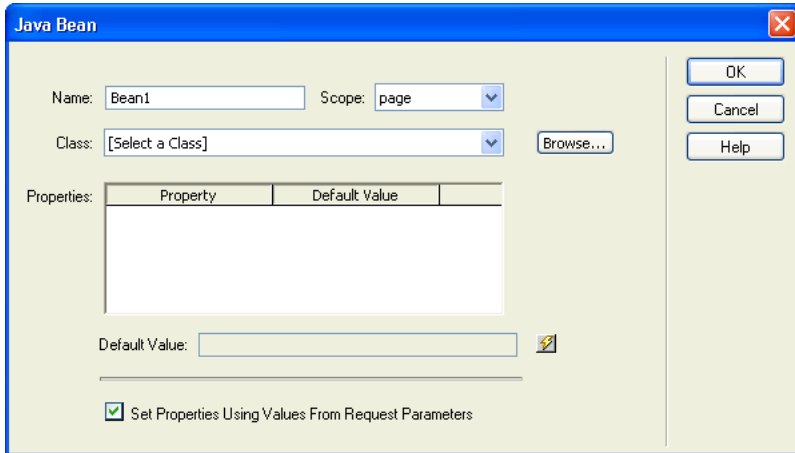 Java Bean
Name: Bean1 Scope: page OK
Cancel
Class: [Select a Class] Browse... Help
Properties: Property Default Value
Default Value:
Set Properties Using Values From Request Parameters